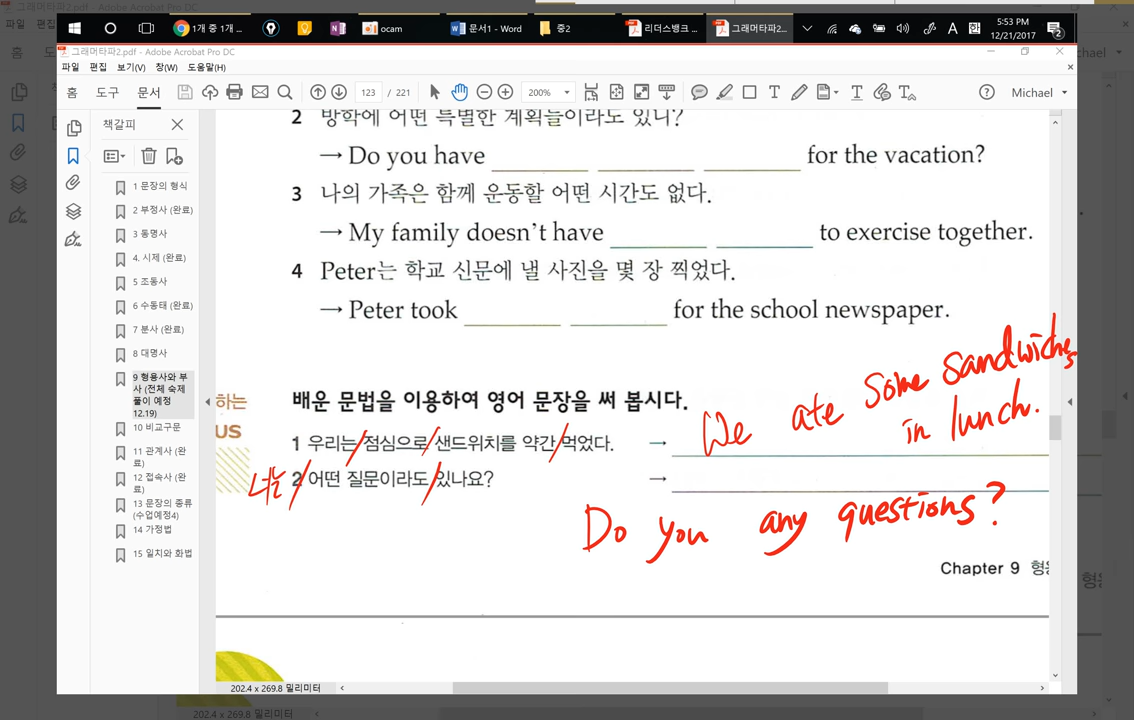 1개 중 1개 ...
ocam
문서1 - Word
중2
리더스뱅크 ...
그래머타파2...
A
한
5:53 PM
12/21/2017
2
그래머타파2.pdf - Adobe Acrobat Pro DC
파일 편집 보기(V) 창(W) 도움말(H)
홈 도구 문서 123 / 221 200% Michael
책갈피
1 문장의 형식
2 부정사 (완료)
3 동명사
4. 시제 (완료)
5 조동사
6 수동태 (완료)
7 분사 (완료)
8 대명사
9 형용사와 부
사 (전체 숙제
풀이 예정
12.19)
10 비교구문
11 관계사 (완
료)
12 접속사 (완
료)
13 문장의 종류
(수업예정4)
14 가정법
15 일치와 화법
2 방학에 어떤 특별한 계획들이라도 있니?
→ Do you have for the vacation?
3 나의 가족은 함께 운동할 어떤 시간도 없다.
→ My family doesn't have to exercise together.
4 Peter는 학교 신문에 낼 사진을 몇 장 찍었다.
→ Peter took for the school newspaper.
하는
US
배운 문법을 이용하여 영어 문장을 써 봅시다.
1 우리는/점심으로/샌드위치를 약간/먹었다. → We ate some sandwiches
in lunch.
너는/
2 어떤 질문이라도/있나요? →
Do you any questions?
Chapter 9 형
202.4 x 269.8 밀리미터